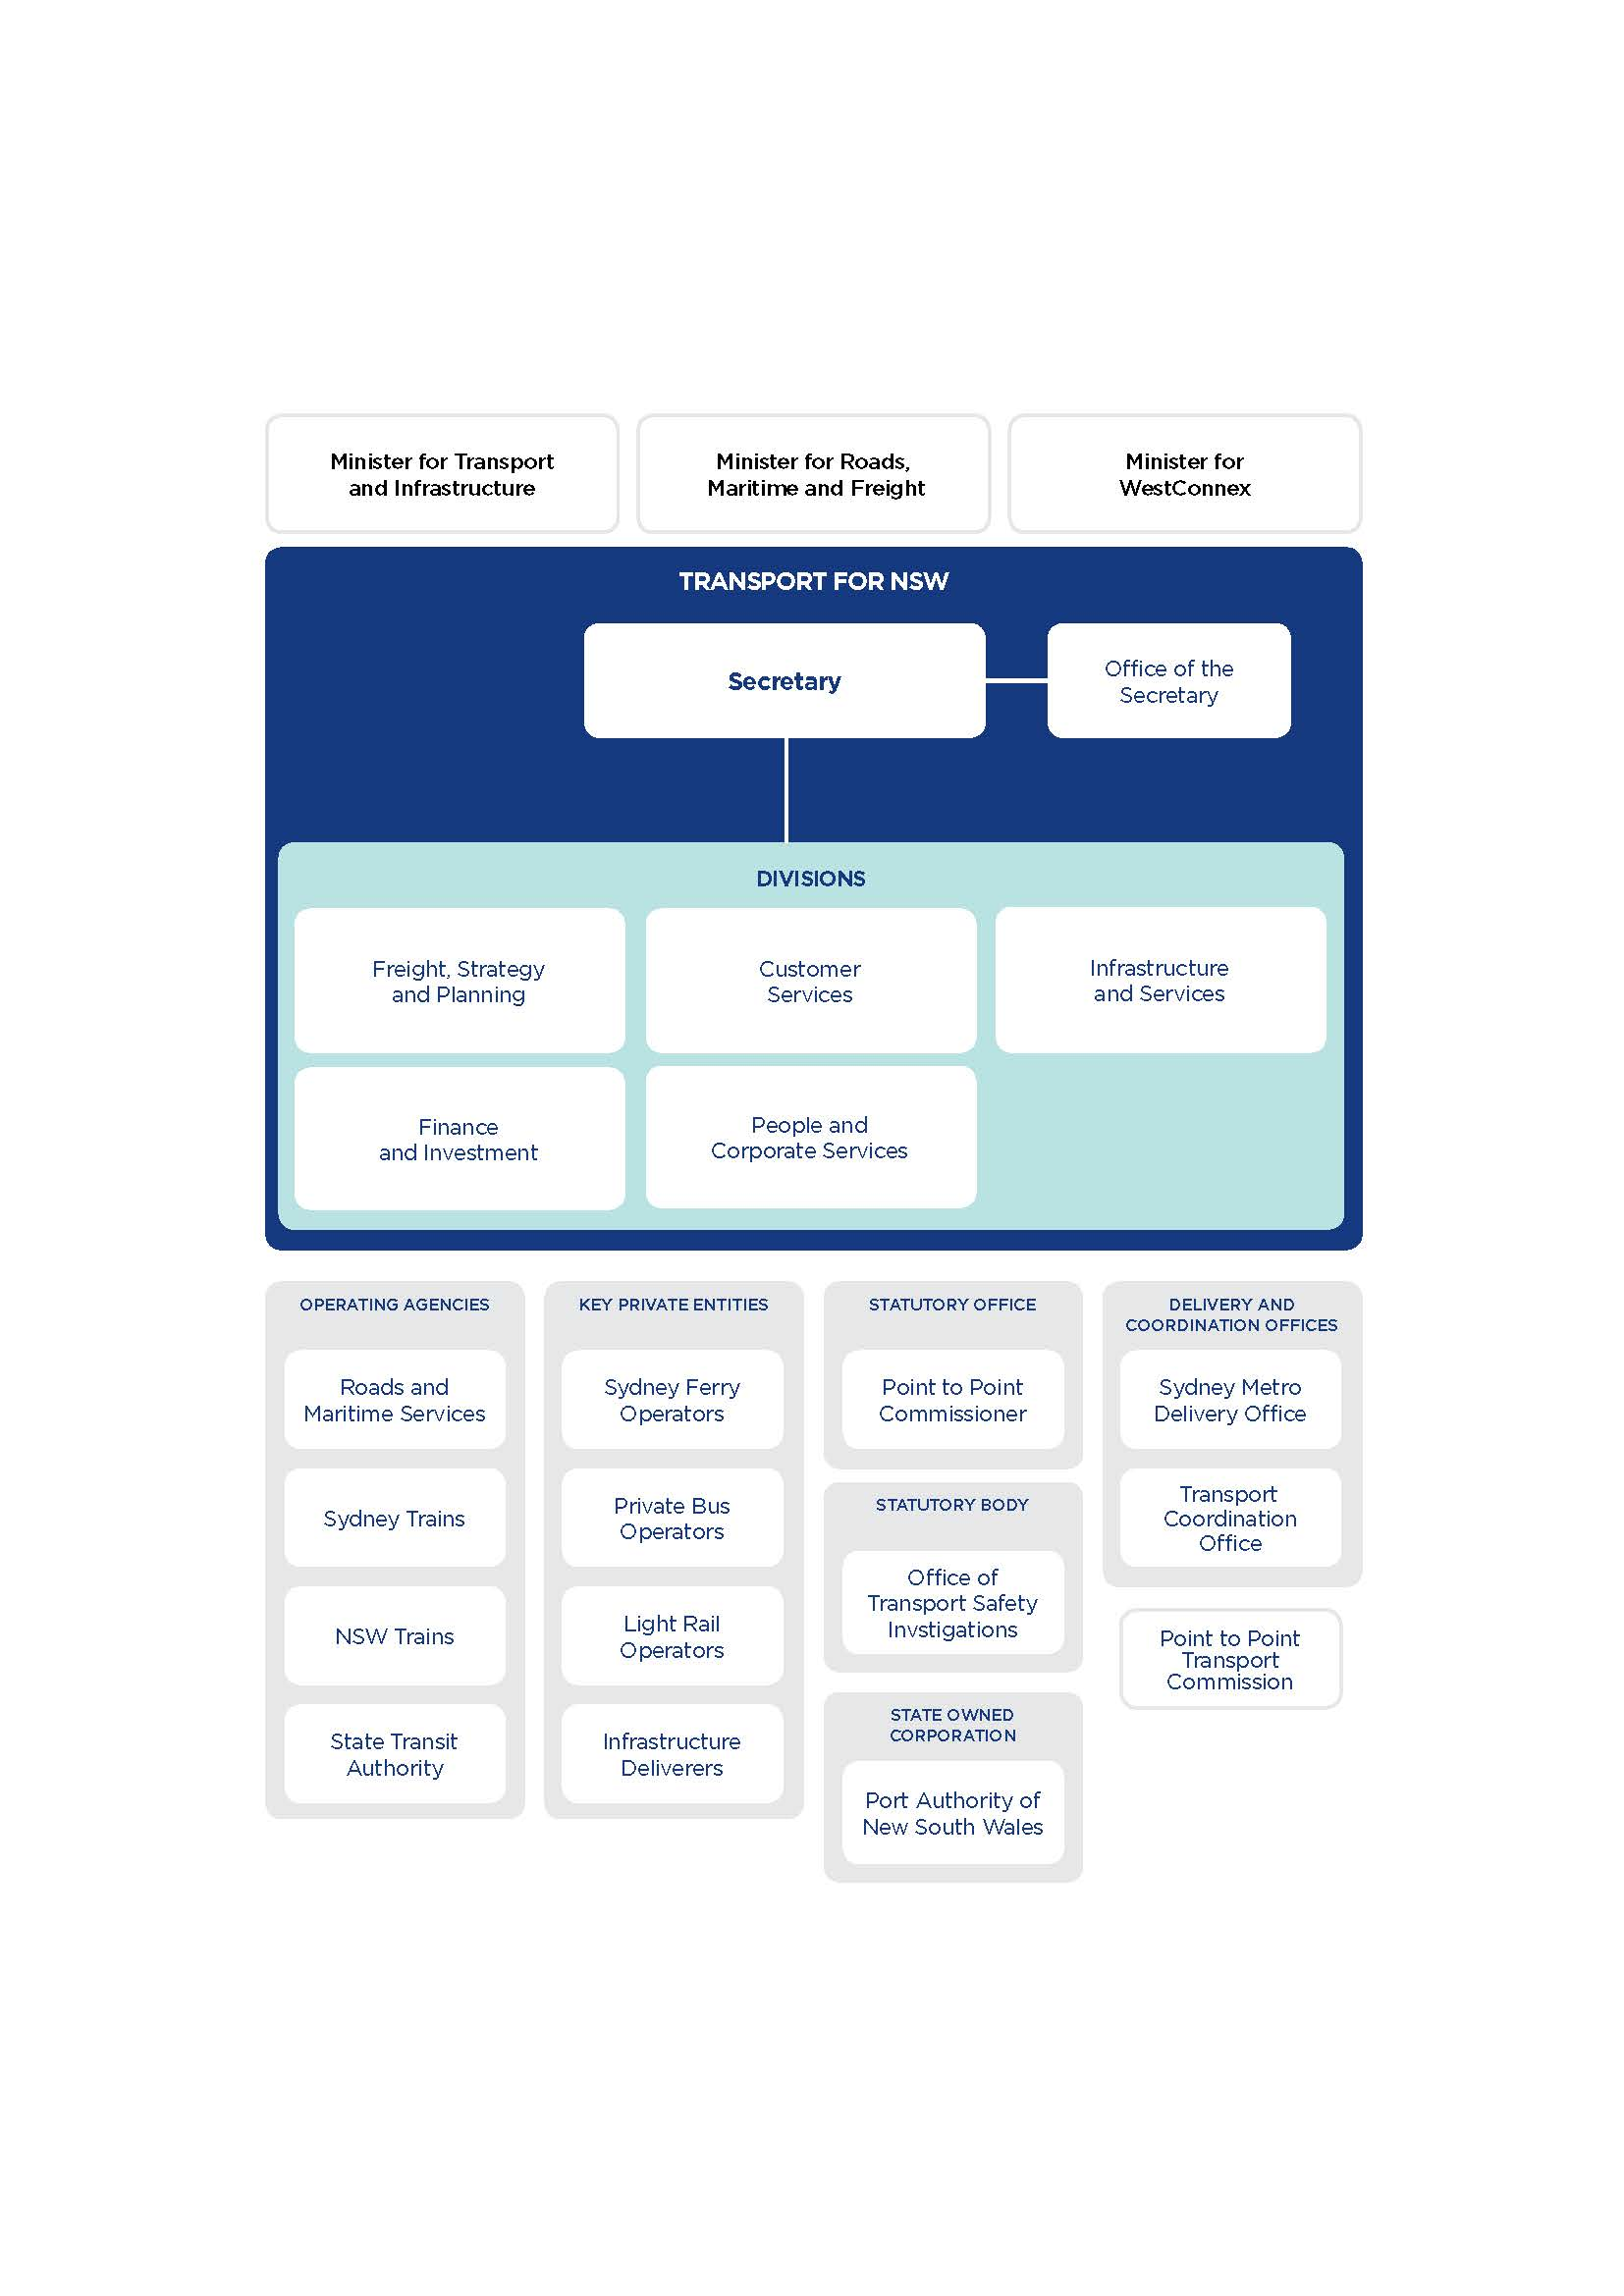 Minister for Transport
and Infrastructure
Minister for Roads,
Maritime and Freight
Minister for
WestConnex
TRANSPORT FOR NSW
Secretary
Office of the
Secretary
DIVISIONS
Freight, Strategy
and Planning
Customer
Services
Infrastructure
and Services
Finance
and Investment
People and
Corporate Services
OPERATING AGENCIES
Roads and
Maritime Services
Sydney Trains
NSW Trains
State Transit
Authority
KEY PRIVATE ENTITIES
Sydney Ferry
Operators
Private Bus
Operators
Light Rail
Operators
Infrastructure
Deliverers
STATUTORY OFFICE
Point to Point
Commissioner
STATUTORY BODY
Office of
Transport Safety
Invstigations
STATE OWNED
CORPORATION
Port Authority of
New South Wales
DELIVERY AND
COORDINATION OFFICES
Sydney Metro
Delivery Office
Transport
Coordination
Office
Point to Point
Transport
Commission